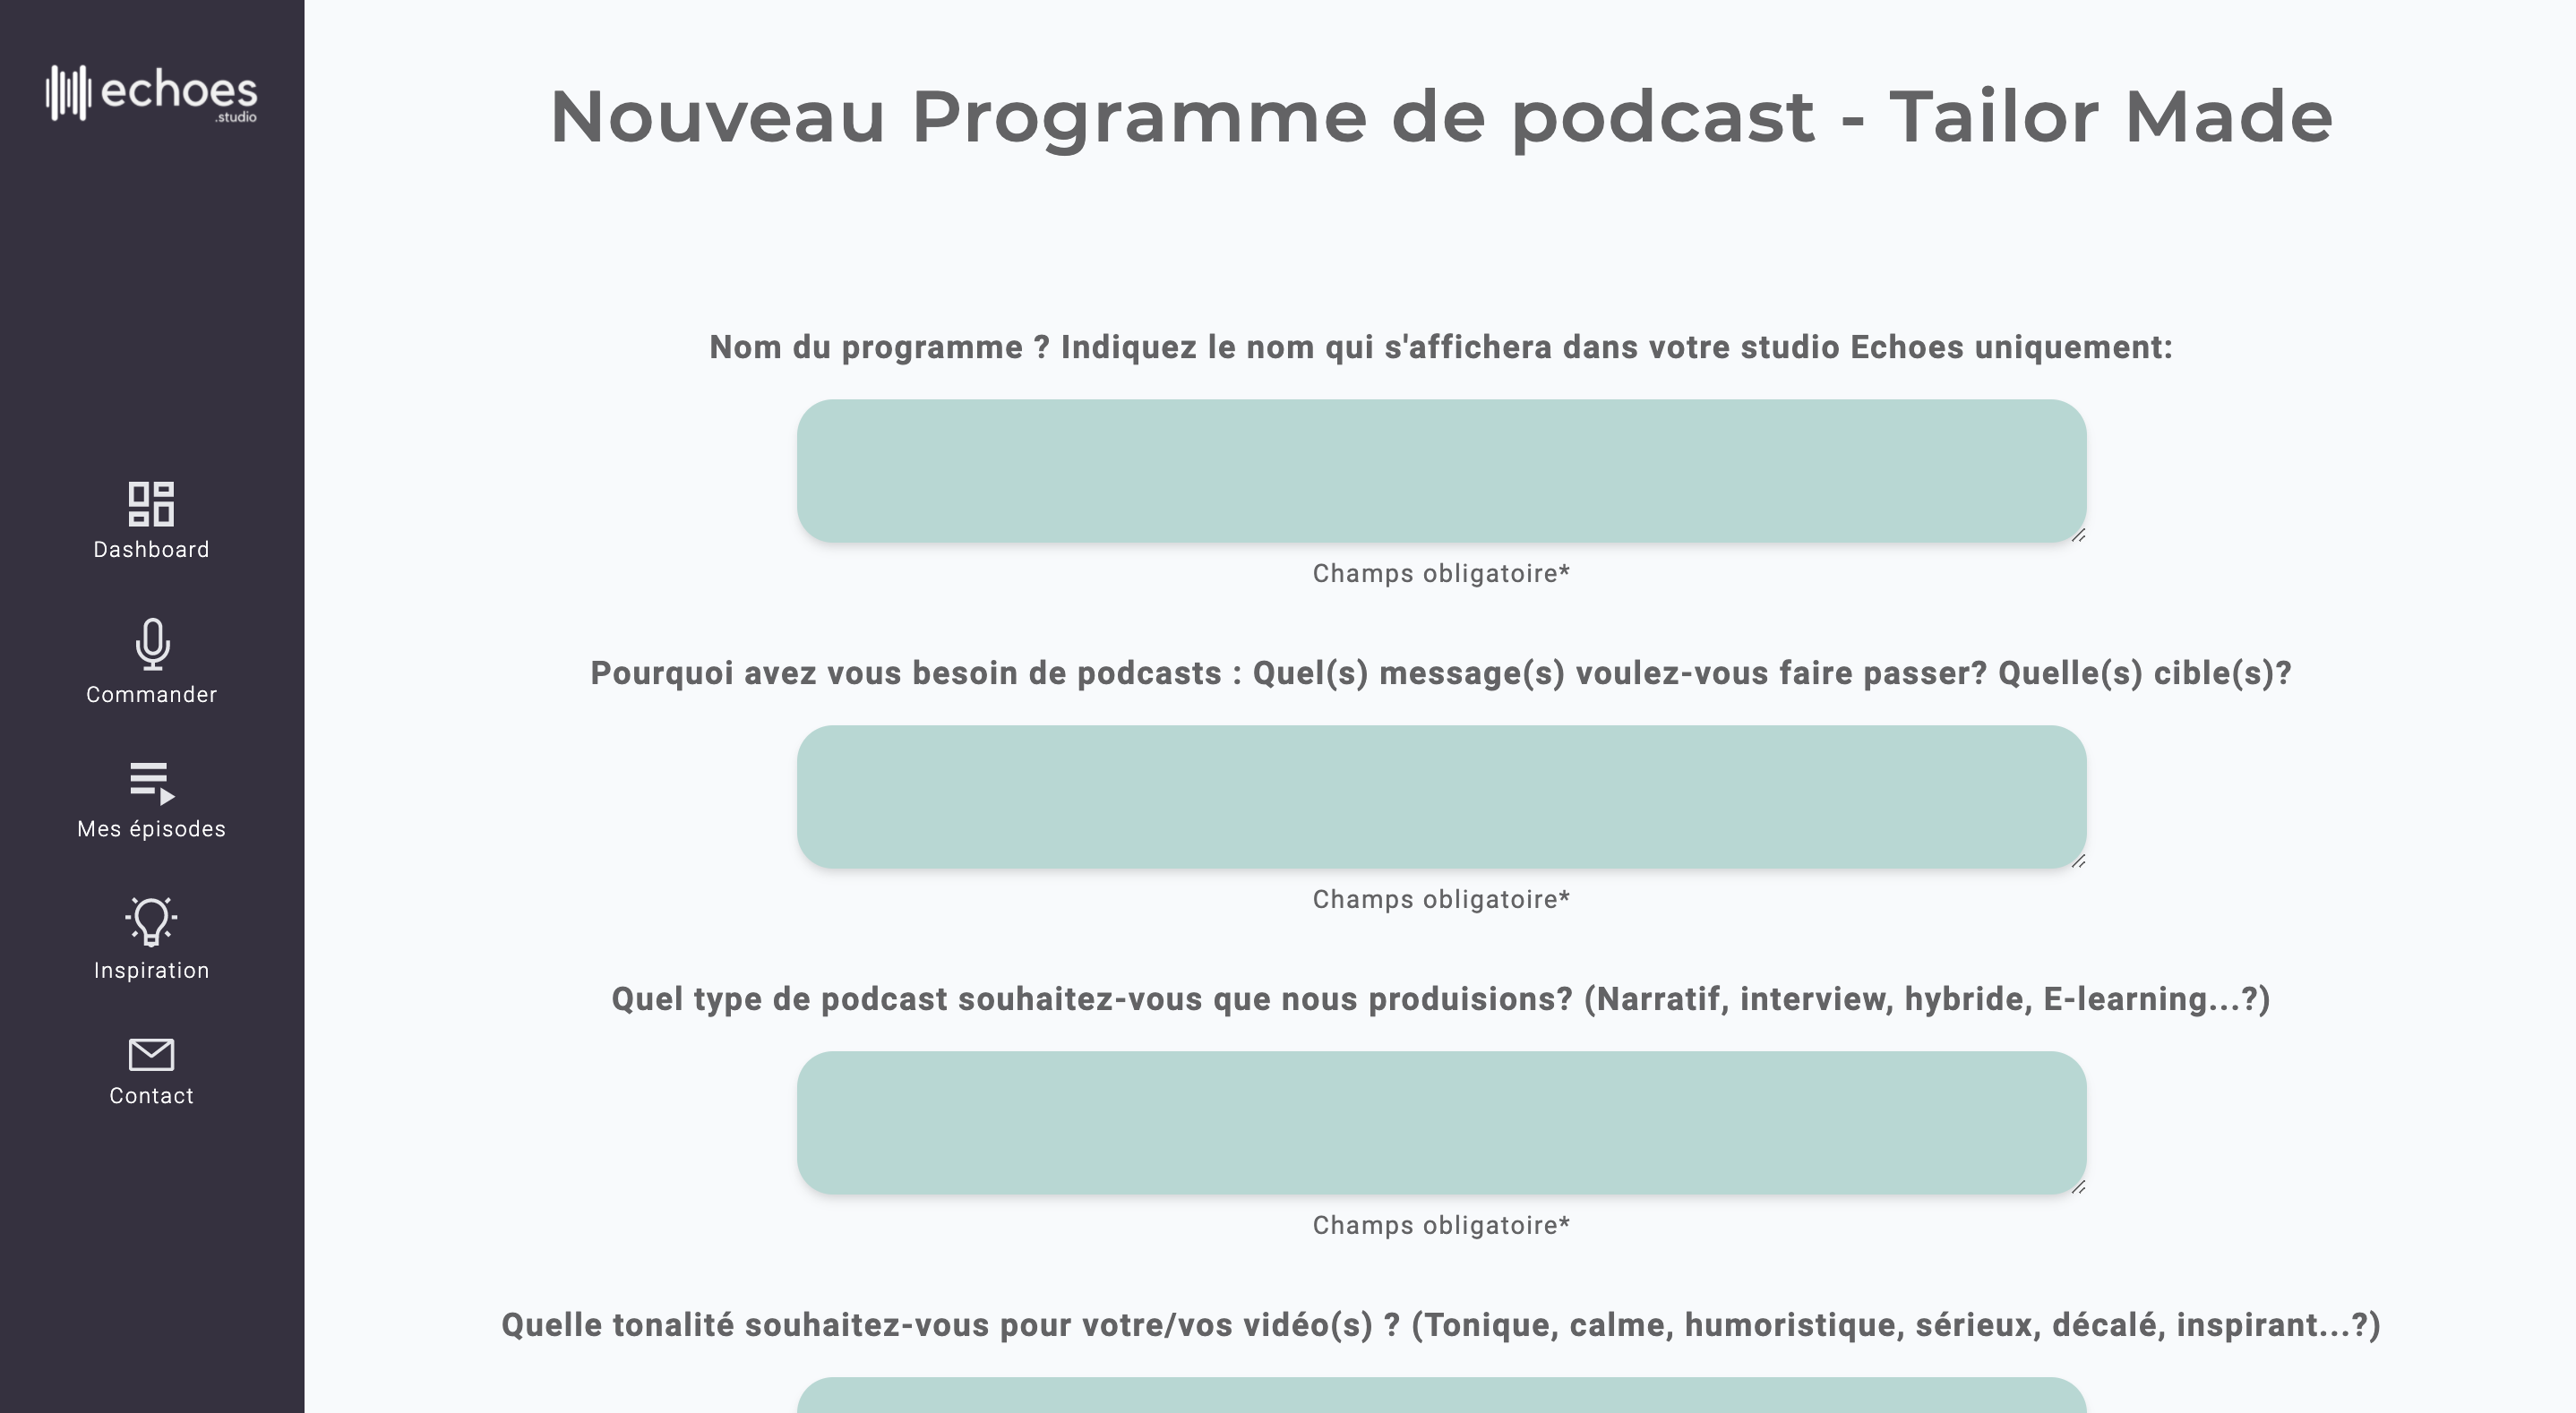 echoes
.studio
Dashboard
Commander
Mes épisodes
Inspiration
Contact
Nouveau Programme de podcast - Tailor Made
Nom du programme ? Indiquez le nom qui s'affichera dans votre studio Echoes uniquement:
Champs obligatoire*
Pourquoi avez vous besoin de podcasts : Quel(s) message(s) voulez-vous faire passer? Quelle(s) cible(s)?
Champs obligatoire*
Quel type de podcast souhaitez-vous que nous produisions? (Narratif, interview, hybride, E-learning...?)
Champs obligatoire*
Quelle tonalité souhaitez-vous pour votre/vos vidéo(s) ? (Tonique, calme, humoristique, sérieux, décalé, inspirant...?)